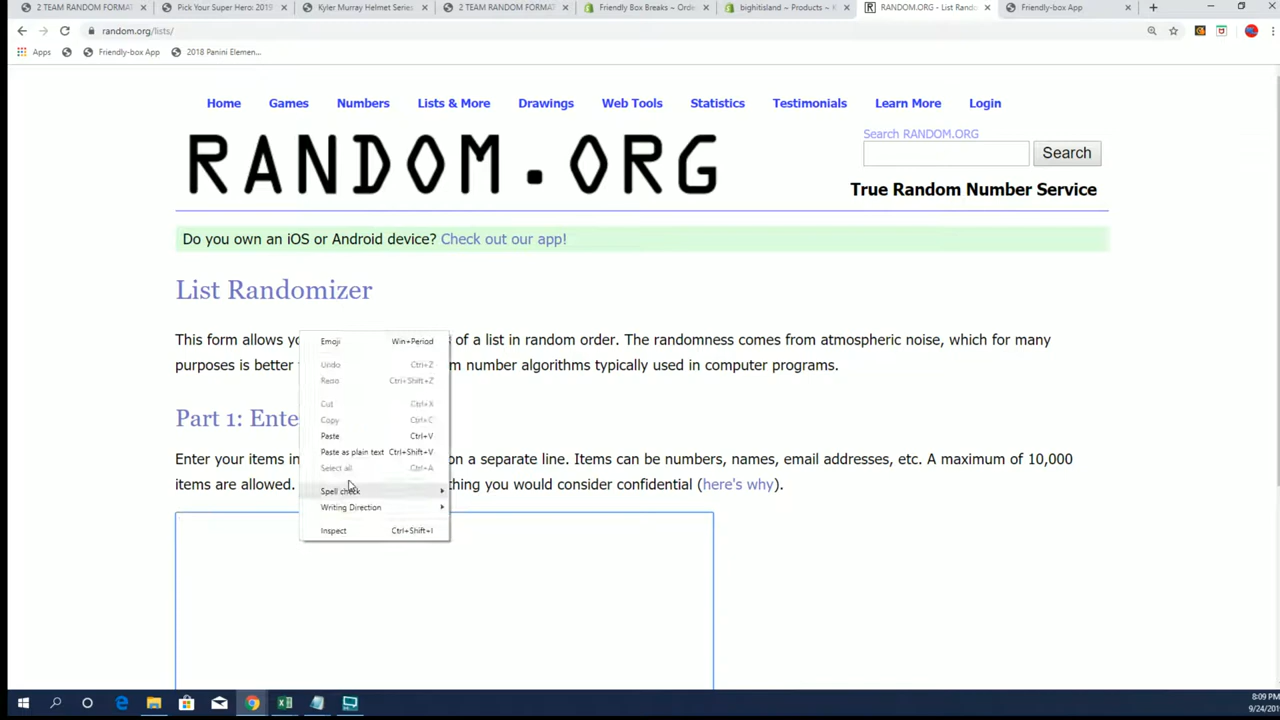 2 TEAM RANDOM FORMA
Pick Your Super Hero: 2019
Kyler Murray Helmet Series
2 TEAM RANDOM FORMA
Friendly Box Breaks ~ Orde
bighitisland ~ Products ~ 
RANDOM.ORG - List Rando
Friendly-box App
random.org/lists/
Apps
Friendly-box App
2018 Panini Elemen...
Home
Games
Numbers
Lists & More
Drawings
Web Tools
Statistics
Testimonials
Learn More
Login
RANDOM.ORG
Search RANDOM.ORG
Search
True Random Number Service
Do you own an iOS or Android device? Check out our app!
List Randomizer
This form allows yo
s of a list in random order. The randomness comes from atmospheric noise, which for many
purposes is better
m number algorithms typically used in computer programs.
Part 1: Ente
Enter your items in
on a separate line. Items can be numbers, names, email addresses, etc. A maximum of 10,000
items are allowed.
thing you would consider confidential (here's why).
Emoji Win+Period
Undo Ctrl+Z
Redo Ctrl+Shift+Z
Cut Ctrl+X
Copy Ctrl+C
Paste Ctrl+V
Paste as plain text Ctrl+Shift+V
Select all Ctrl+A
Spell check
Writing Direction
Inspect Ctrl+Shift+I
8:09 PM
9/24/201